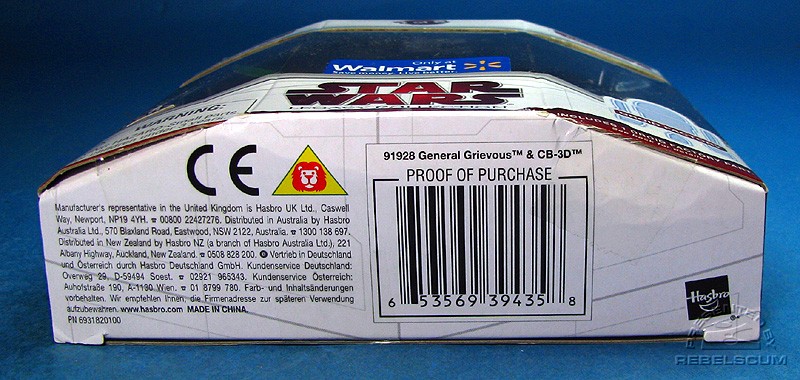 Only at
Walmart
Save money. Live better.
STAR
WARS
WARNING:
CE
91928 General Grievous™ & CB-3D™
PROOF OF PURCHASE
6 53569 39435 8
Manufacturer's representative in the United Kingdom is Hasbro UK Ltd., Caswell
Way, Newport, NP19 4YH. ☎ 00800 22427276. Distributed in Australia by Hasbro
Australia Ltd., 570 Blaxland Road, Eastwood, NSW 2122, Australia. ☎ 1300 138 697.
Distributed in New Zealand by Hasbro NZ (a branch of Hasbro Australia Ltd.), 221
Albany Highway, Auckland, New Zealand. ☎ 0508 828 200. Vertrieb in Deutschland
und Österreich durch Hasbro Deutschland GmbH. Kundenservice Deutschland:
Overweg 29, D-59494 Soest. ☎ 02921 965343. Kundenservice Österreich:
Auhofstraße 190, A-1130 Wien. ☎ 01 8799 780. Farb- und Inhaltsänderungen
vorbehalten. Wir empfehlen Ihnen, die Firmenadresse zur späteren Verwendung
aufzubewahren. www.hasbro.com MADE IN CHINA.
PN 6931820100
Hasbro
REBELSCUM